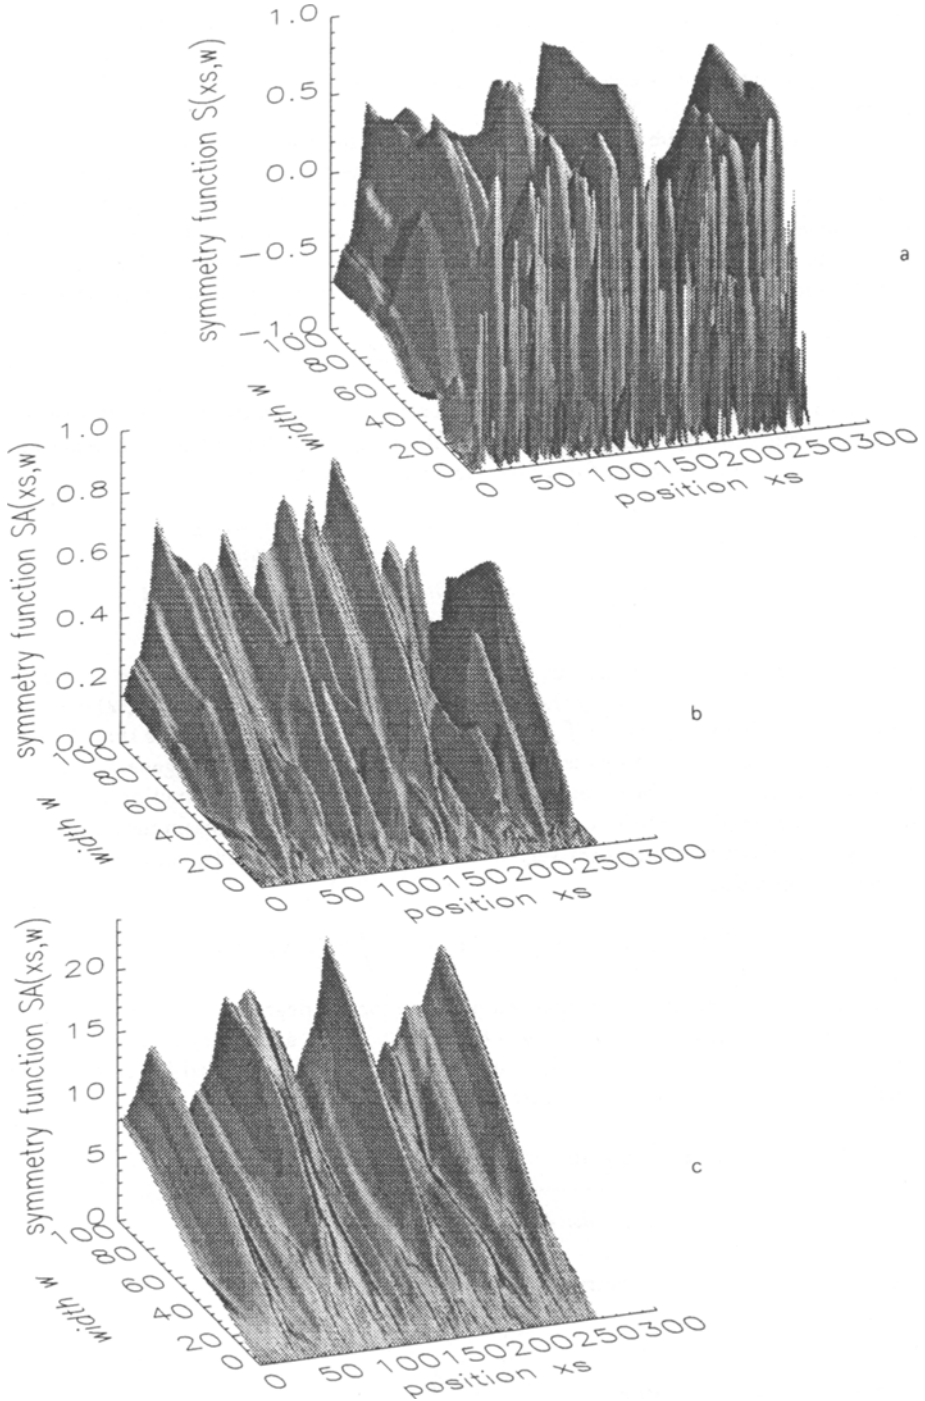 symmetry function S(xs,w)
1.0
0.5
0.0
−0.5
−1.0
100
80
60
40
20
0
width w
0 50 100 150 200 250 300
position xs
a
symmetry function SA(xs,w)
1.0
0.8
0.6
0.4
0.2
0.0
100
80
60
40
20
0
width w
0 50 100 150 200 250 300
position xs
b
symmetry function SA(xs,w)
20
15
10
5
0
100
80
60
40
20
0
width w
0 50 100 150 200 250 300
position xs
c